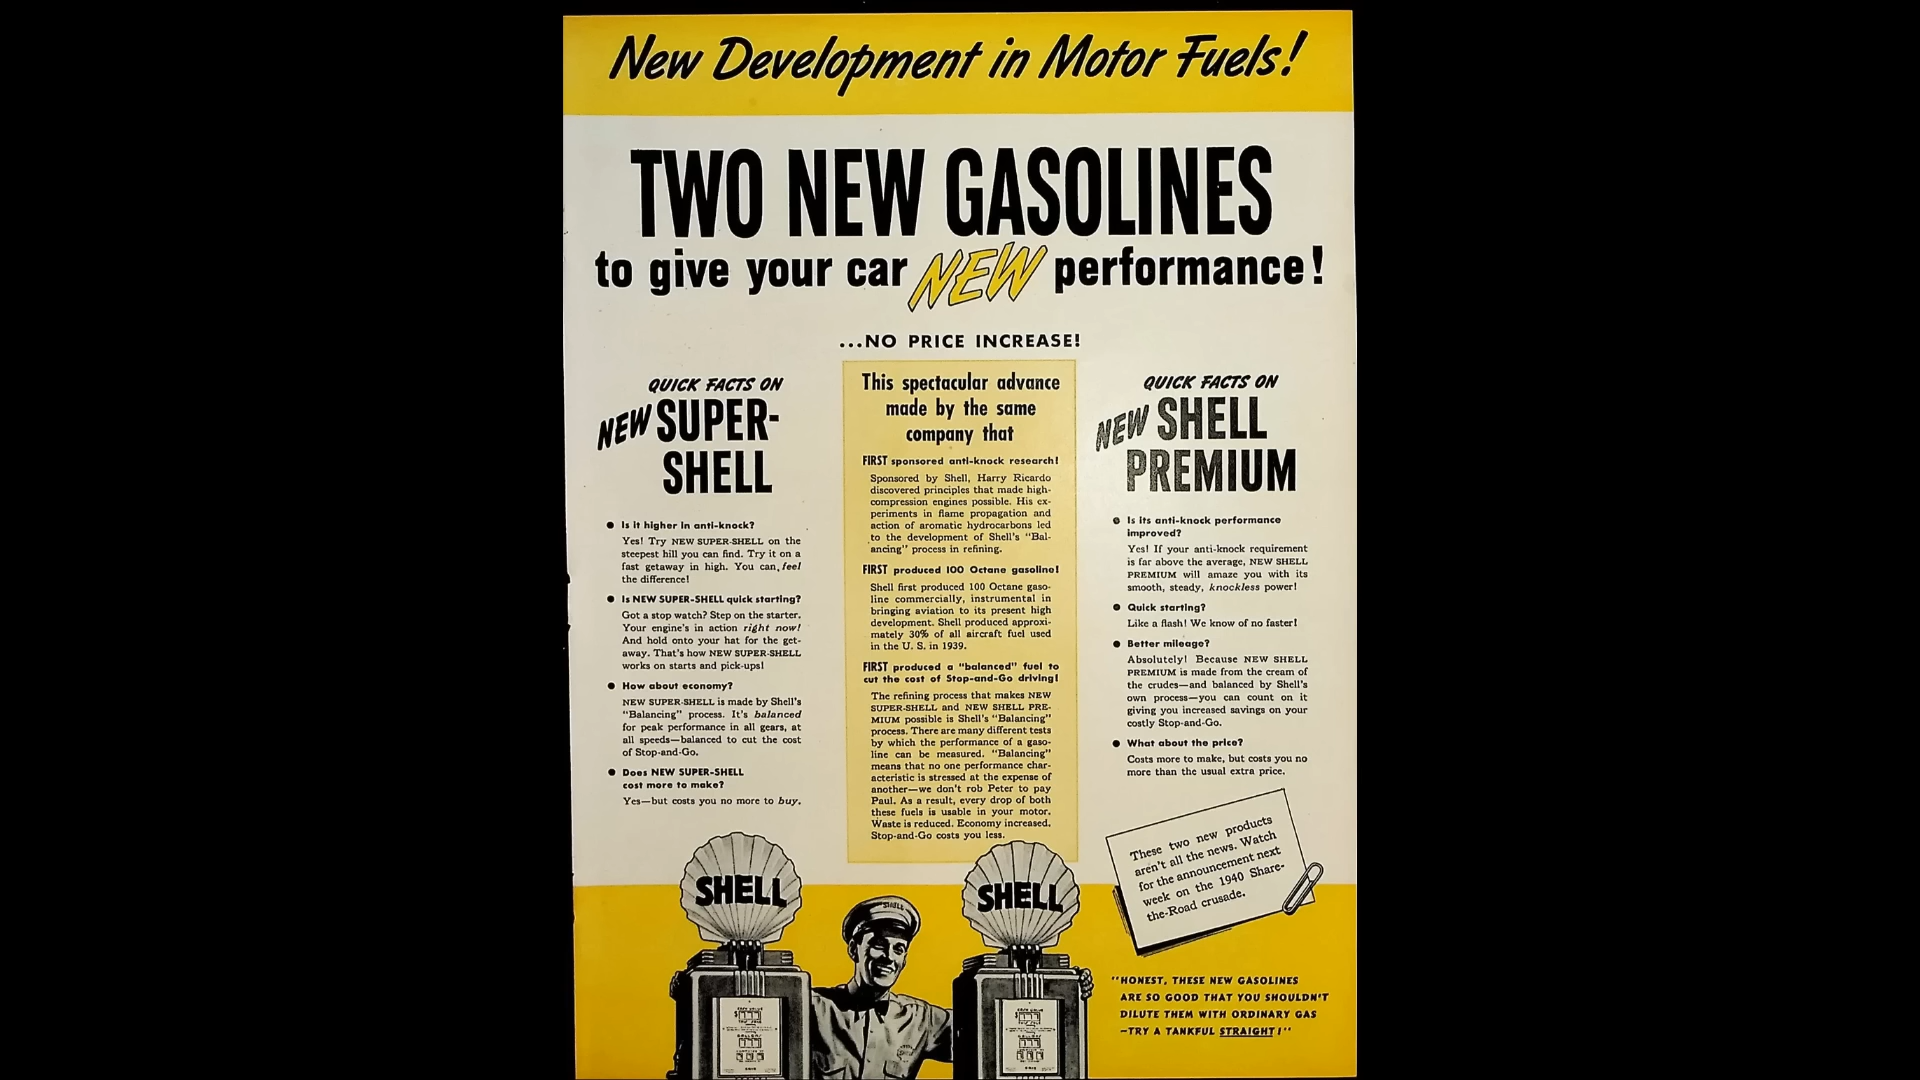 New Development in Motor Fuels!
TWO NEW GASOLINES
to give your car NEW performance!
...NO PRICE INCREASE!
QUICK FACTS ON
NEW SUPER-
SHELL
● Is it higher in anti-knock?
Yes! Try NEW SUPER-SHELL on the
steepest hill you can find. Try it on a
fast getaway in high. You can feel
the difference!
● Is NEW SUPER-SHELL quick starting?
Got a stop watch? Step on the starter.
Your engine's in action right now!
And hold onto your hat for the get-
away. That's how NEW SUPER-SHELL
works on starts and pick-ups!
● How about economy?
NEW SUPER-SHELL is made by Shell's
"Balancing" process. It's balanced
for peak performance in all gears, at
all speeds—balanced to cut the cost
of Stop-and-Go.
● Does NEW SUPER-SHELL
cost more to make?
Yes—but costs you no more to buy.
This spectacular advance
made by the same
company that
FIRST sponsored anti-knock research!
Sponsored by Shell, Harry Ricardo
discovered principles that made high-
compression engines possible. His ex-
periments in flame propagation and
action of aromatic hydrocarbons led
to the development of Shell's "Bal-
ancing" process in refining.
FIRST produced 100 Octane gasoline!
Shell first produced 100 Octane gaso-
line commercially, instrumental in
bringing aviation to its present high
development. Shell produced approxi-
mately 30% of all aircraft fuel used
in the U. S. in 1939.
FIRST produced a "balanced" fuel to
cut the cost of Stop-and-Go driving!
The refining process that makes NEW
SUPER-SHELL and NEW SHELL PRE-
MIUM possible is Shell's "Balancing"
process. There are many different tests
by which the performance of a gaso-
line can be measured. "Balancing"
means that no one performance char-
acteristic is stressed at the expense of
another—we don't rob Peter to pay
Paul. As a result, every drop of both
these fuels is usable in your motor.
Waste is reduced. Economy increased.
Stop-and-Go costs you less.
QUICK FACTS ON
NEW SHELL
PREMIUM
● Is its anti-knock performance
improved?
Yes! If your anti-knock requirement
is far above the average, NEW SHELL
PREMIUM will amaze you with its
smooth, steady, knockless power!
● Quick starting?
Like a flash! We know of no faster!
● Better mileage?
Absolutely! Because NEW SHELL
PREMIUM is made from the cream of
the crudes—and balanced by Shell's
own process—you can count on it
giving you increased savings on your
costly Stop-and-Go.
● What about the price?
Costs more to make, but costs you no
more than the usual extra price.
These two new products
aren't all the news. Watch
for the announcement next
week on the 1940 Share-
the-Road crusade.
SHELL
SHELL
SHELL
"HONEST, THESE NEW GASOLINES
ARE SO GOOD THAT YOU SHOULDN'T
DILUTE THEM WITH ORDINARY GAS
—TRY A TANKFUL STRAIGHT!"